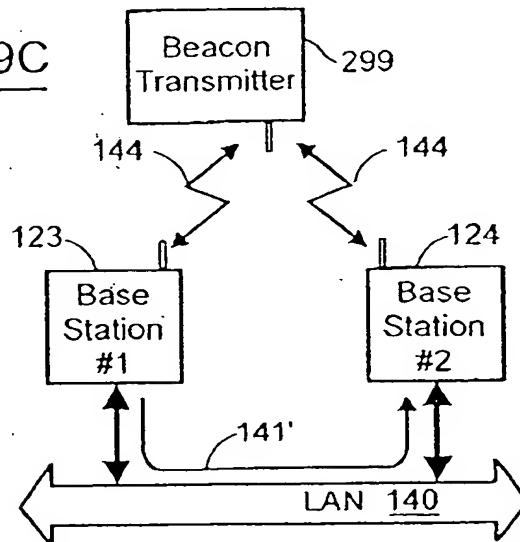 9C
Beacon
Transmitter
299
144
144
123
124
Base
Station
#1
Base
Station
#2
141'
LAN 140